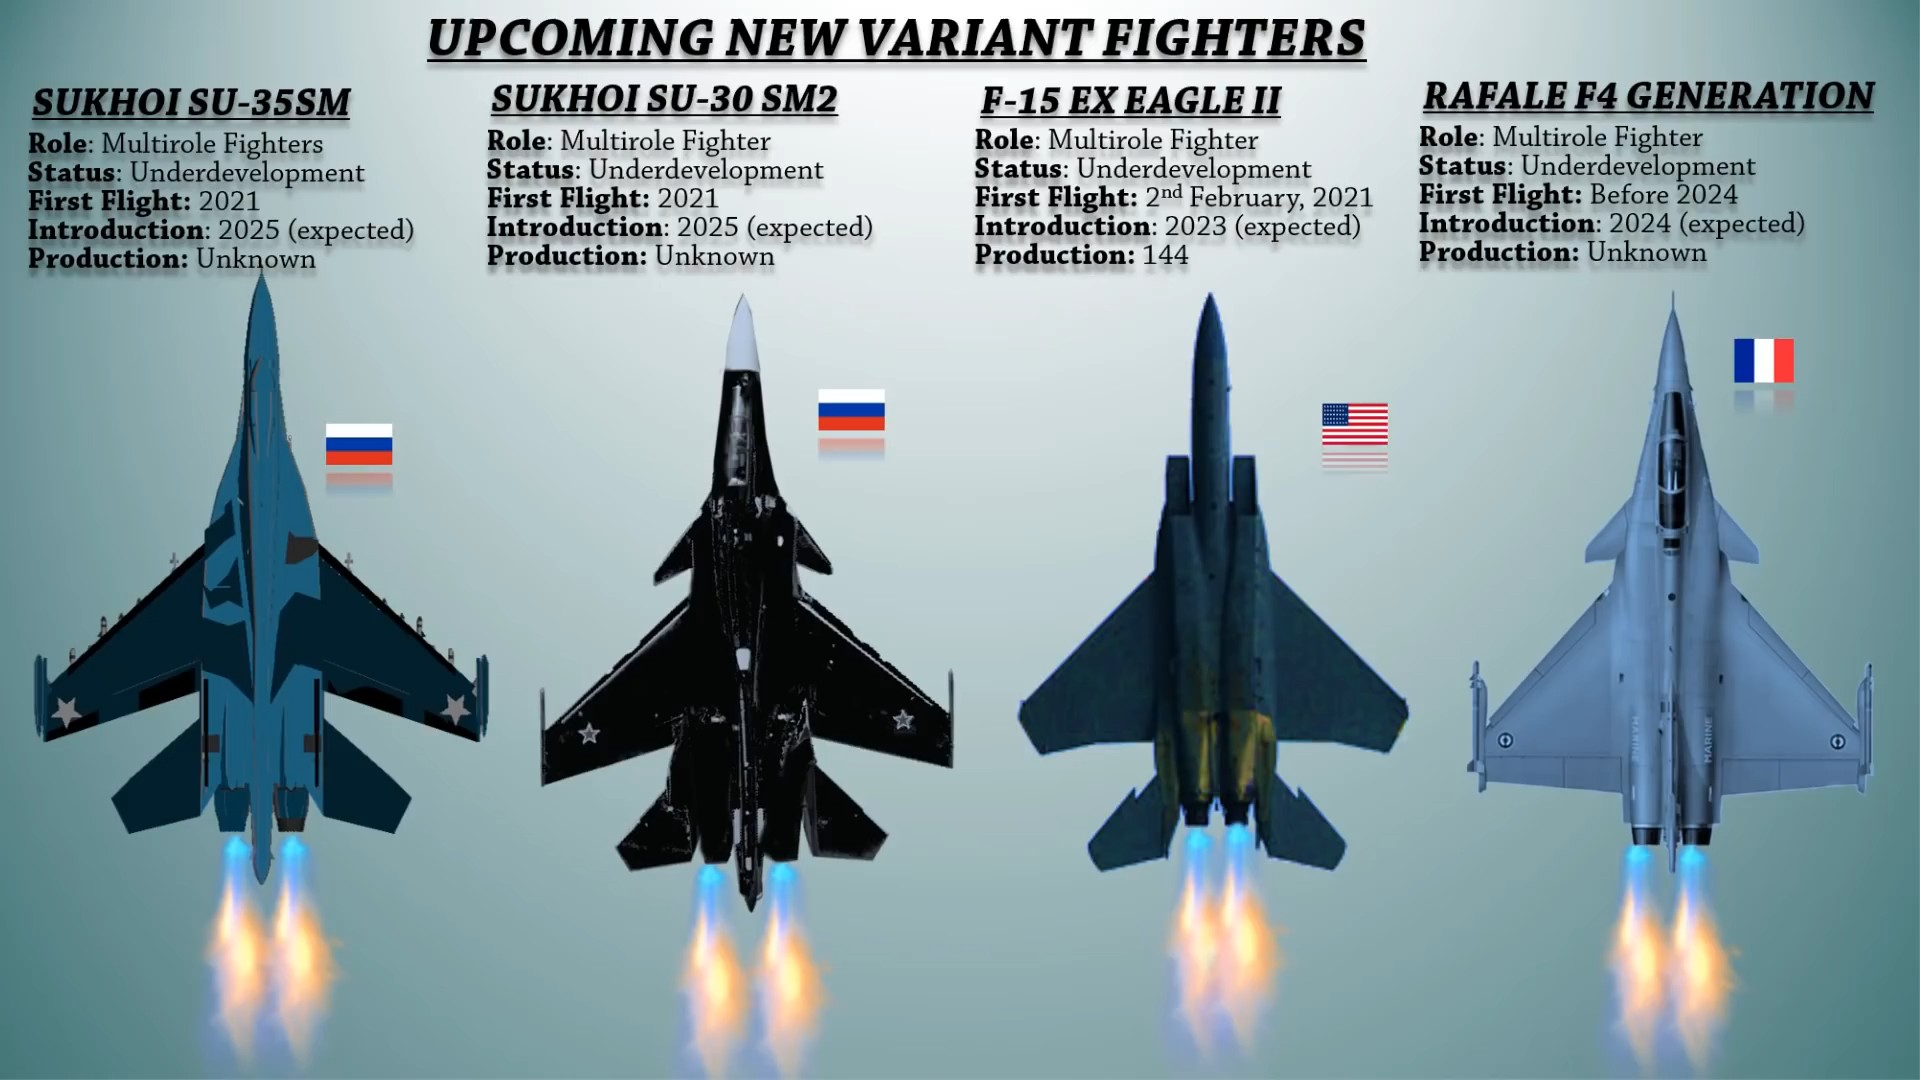 UPCOMING NEW VARIANT FIGHTERS
SUKHOI SU-35SM
Role: Multirole Fighters
Status: Underdevelopment
First Flight: 2021
Introduction: 2025 (expected)
Production: Unknown
SUKHOI SU-30 SM2
Role: Multirole Fighter
Status: Underdevelopment
First Flight: 2021
Introduction: 2025 (expected)
Production: Unknown
F-15 EX EAGLE II
Role: Multirole Fighter
Status: Underdevelopment
First Flight: 2nd February, 2021
Introduction: 2023 (expected)
Production: 144
RAFALE F4 GENERATION
Role: Multirole Fighter
Status: Underdevelopment
First Flight: Before 2024
Introduction: 2024 (expected)
Production: Unknown
MARINE
MARINE